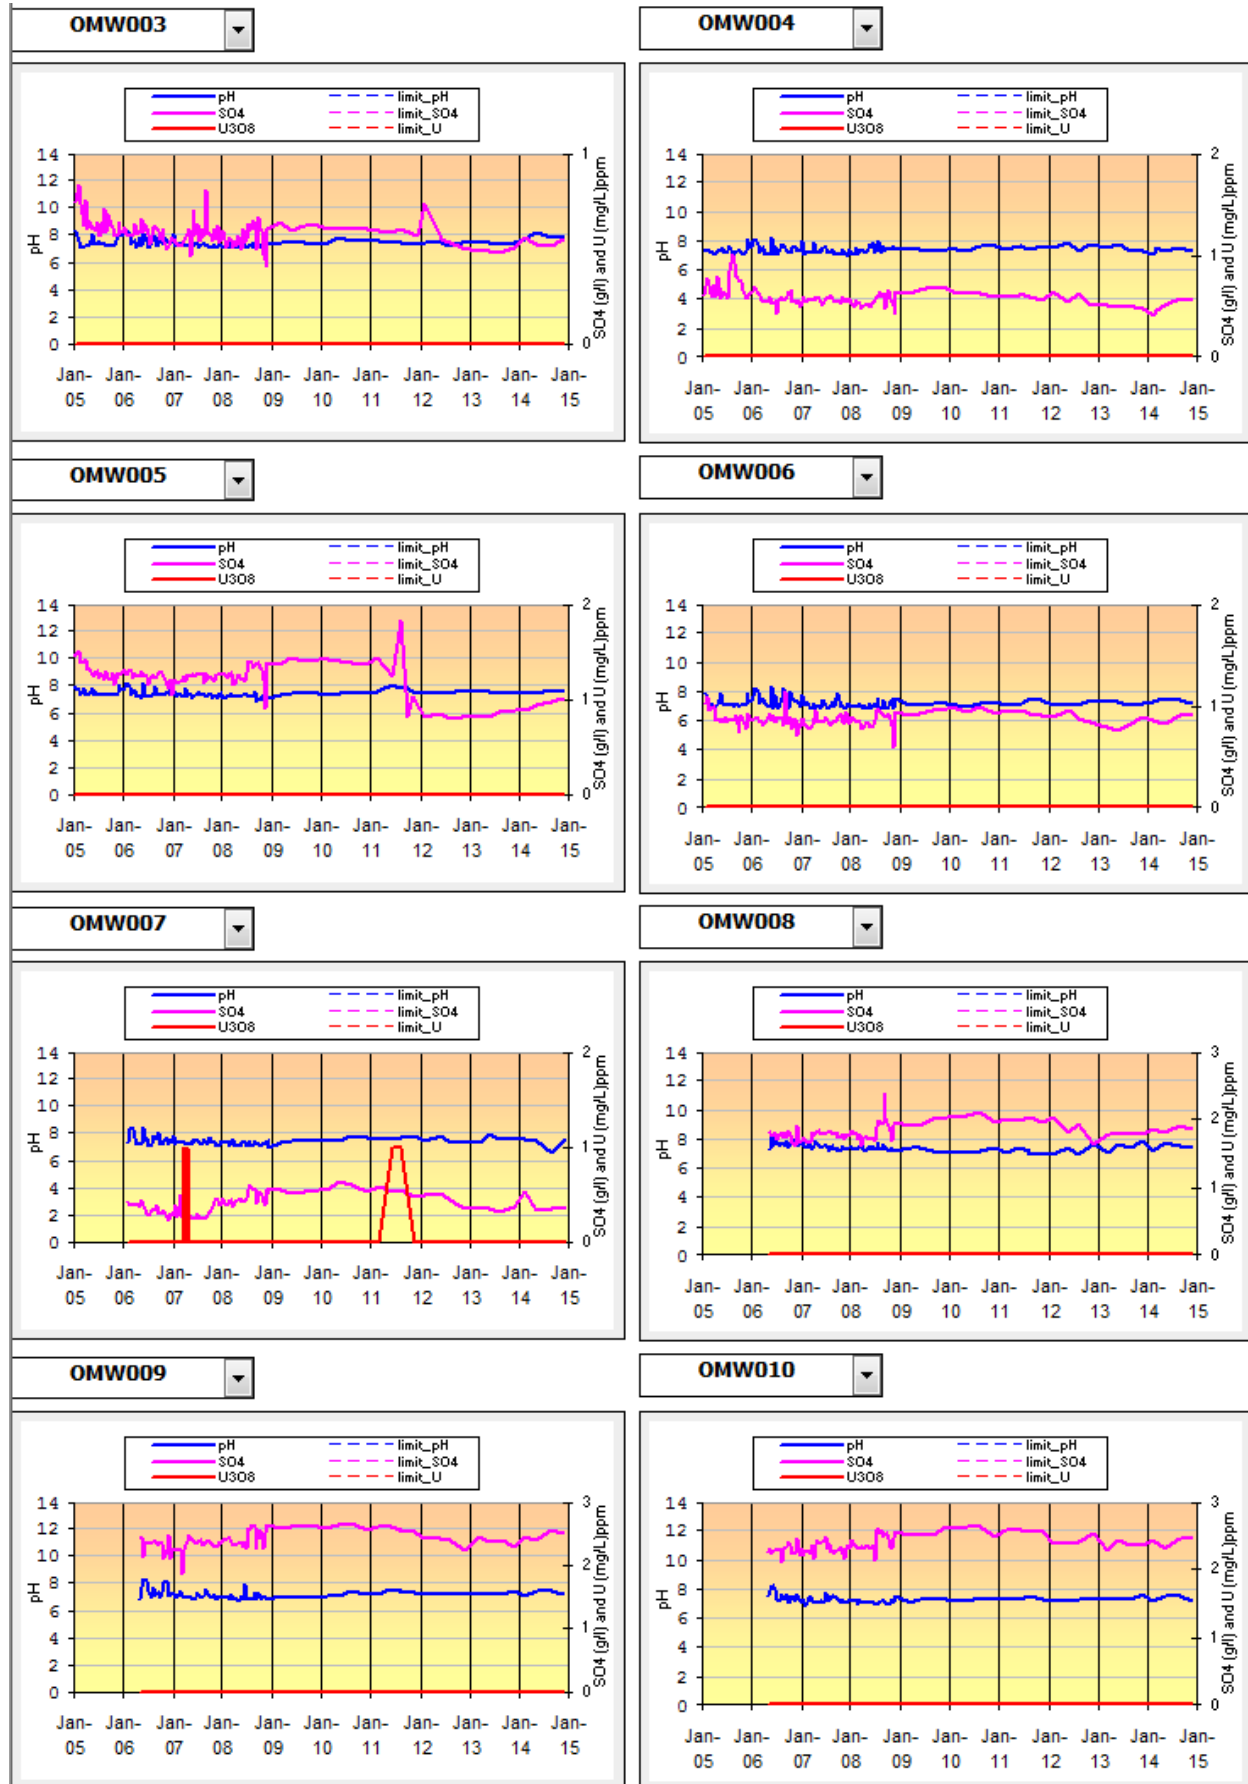 OMW003
OMW004
pH limit_pH
SO4 limit_SO4
U3O8 limit_U
pH limit_pH
SO4 limit_SO4
U3O8 limit_U
14 12 10 8 6 4 2 0
pH
1 0
SO4 (g/l) and U (mg/L)ppm
Jan- Jan- Jan- Jan- Jan- Jan- Jan- Jan- Jan- Jan- Jan-
05 06 07 08 09 10 11 12 13 14 15
14 12 10 8 6 4 2 0
pH
2 1 0
SO4 (g/l) and U (mg/L)ppm
Jan- Jan- Jan- Jan- Jan- Jan- Jan- Jan- Jan- Jan- Jan-
05 06 07 08 09 10 11 12 13 14 15
OMW005
OMW006
pH limit_pH
SO4 limit_SO4
U3O8 limit_U
pH limit_pH
SO4 limit_SO4
U3O8 limit_U
14 12 10 8 6 4 2 0
pH
2 1 0
SO4 (g/l) and U (mg/L)ppm
Jan- Jan- Jan- Jan- Jan- Jan- Jan- Jan- Jan- Jan- Jan-
05 06 07 08 09 10 11 12 13 14 15
14 12 10 8 6 4 2 0
pH
2 1 0
SO4 (g/l) and U (mg/L)ppm
Jan- Jan- Jan- Jan- Jan- Jan- Jan- Jan- Jan- Jan- Jan-
05 06 07 08 09 10 11 12 13 14 15
OMW007
OMW008
pH limit_pH
SO4 limit_SO4
U3O8 limit_U
pH limit_pH
SO4 limit_SO4
U3O8 limit_U
14 12 10 8 6 4 2 0
pH
2 1 0
SO4 (g/l) and U (mg/L)ppm
Jan- Jan- Jan- Jan- Jan- Jan- Jan- Jan- Jan- Jan- Jan-
05 06 07 08 09 10 11 12 13 14 15
14 12 10 8 6 4 2 0
pH
3 2 1 0
SO4 (g/l) and U (mg/L)ppm
Jan- Jan- Jan- Jan- Jan- Jan- Jan- Jan- Jan- Jan- Jan-
05 06 07 08 09 10 11 12 13 14 15
OMW009
OMW010
pH limit_pH
SO4 limit_SO4
U3O8 limit_U
pH limit_pH
SO4 limit_SO4
U3O8 limit_U
14 12 10 8 6 4 2 0
pH
3 2 1 0
SO4 (g/l) and U (mg/L)ppm
Jan- Jan- Jan- Jan- Jan- Jan- Jan- Jan- Jan- Jan- Jan-
05 06 07 08 09 10 11 12 13 14 15
14 12 10 8 6 4 2 0
pH
3 2 1 0
SO4 (g/l) and U (mg/L)ppm
Jan- Jan- Jan- Jan- Jan- Jan- Jan- Jan- Jan- Jan- Jan-
05 06 07 08 09 10 11 12 13 14 15